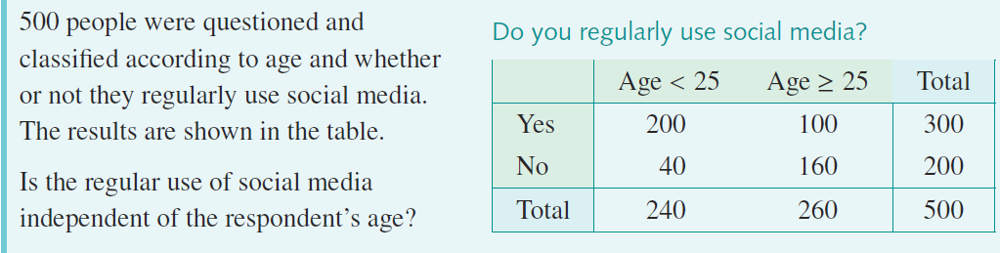 500 people were questioned and
classified according to age and whether
or not they regularly use social media.
The results are shown in the table.
Is the regular use of social media
independent of the respondent’s age?
Do you regularly use social media?
Age < 25 Age ≥ 25 Total
Yes 200 100 300
No 40 160 200
Total 240 260 500